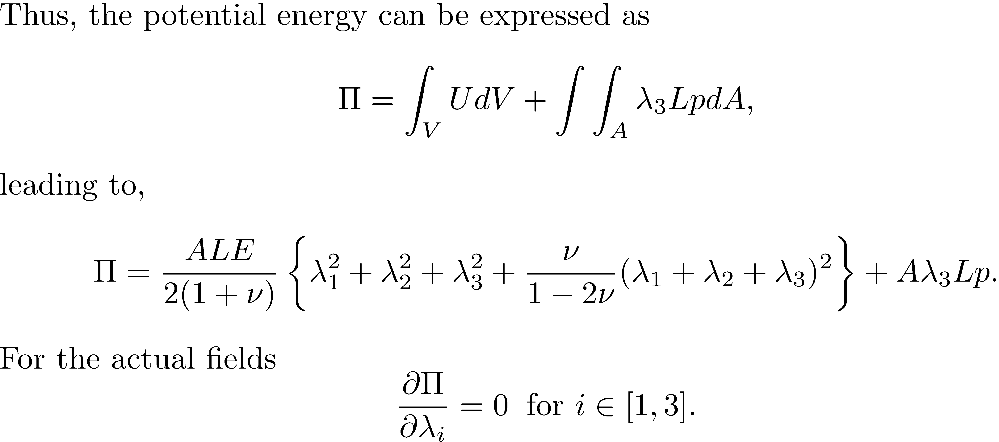 Thus, the potential energy can be expressed as
$$\Pi = \int_V U dV + \int\int_A \lambda_3 L p dA,$$
leading to,
$$\Pi = \frac{ALE}{2(1+\nu)} \left\{ \lambda_1^2 + \lambda_2^2 + \lambda_3^2 + \frac{\nu}{1-2\nu} (\lambda_1 + \lambda_2 + \lambda_3)^2 \right\} + A\lambda_3 L p.$$
For the actual fields
$$\frac{\partial \Pi}{\partial \lambda_i} = 0 \text{ for } i \in [1, 3].$$